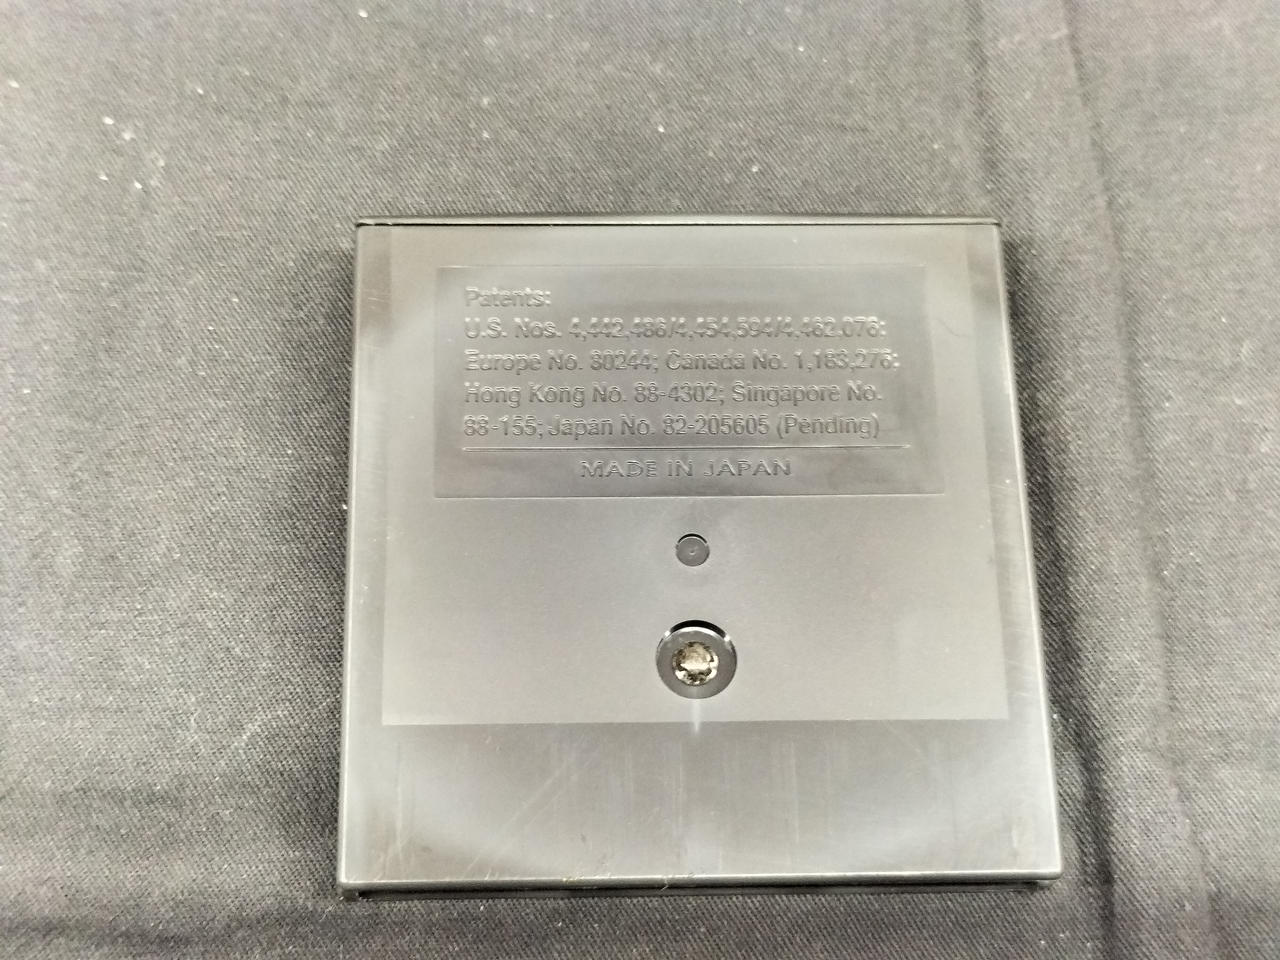 Patents:
U.S. Nos. 4,442,486/4,454,594/4,462,076;
Europe No. 80244; Canada No. 1,183,276;
Hong Kong No. 88-4302; Singapore No.
88-155; Japan No. 82-205605 (Pending)
MADE IN JAPAN